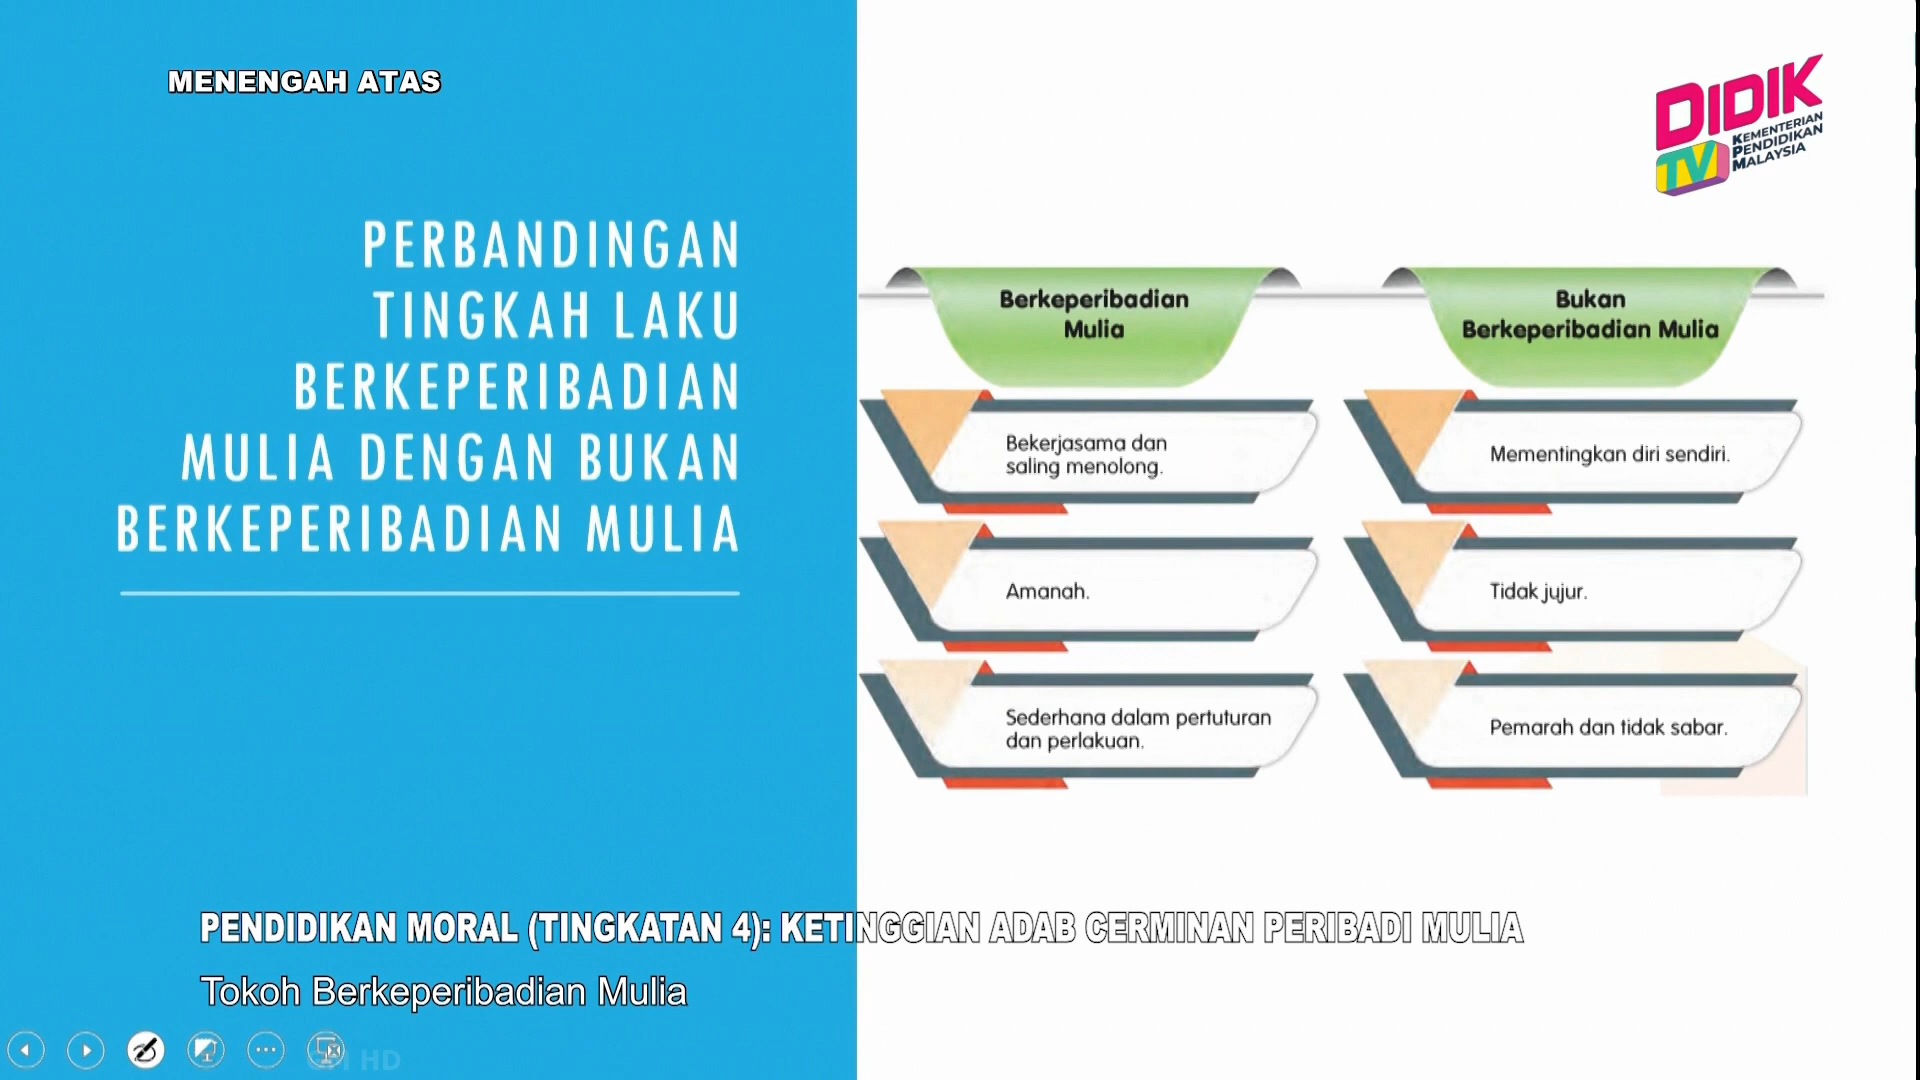 MENENGAH ATAS
DIDIK
TV
KEMENTERIAN
PENDIDIKAN
MALAYSIA
PERBANDINGAN
TINGKAH LAKU
BERKEPERIBADIAN
MULIA DENGAN BUKAN
BERKEPERIBADIAN MULIA
Berkeperibadian
Mulia
Bekerjasama dan
saling menolong.
Amanah.
Sederhana dalam pertuturan
dan perlakuan.
Bukan
Berkeperibadian Mulia
Mementingkan diri sendiri.
Tidak jujur.
Pemarah dan tidak sabar.
PENDIDIKAN MORAL (TINGKATAN 4): KETINGGIAN ADAB CERMINAN PERIBADI MULIA
Tokoh Berkeperibadian Mulia
HD